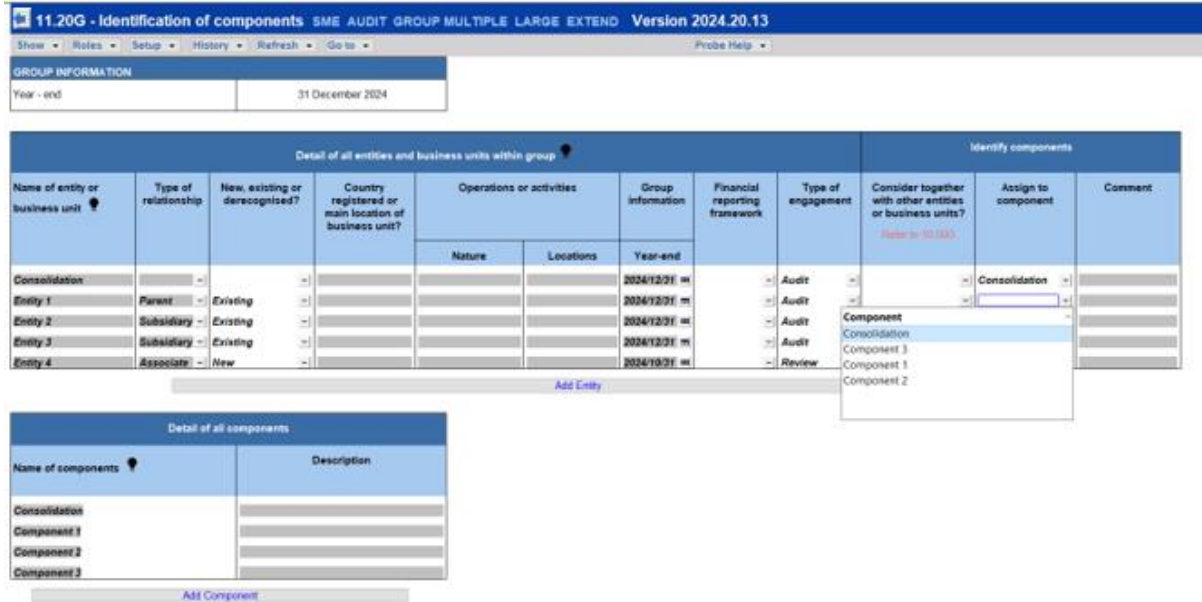 11.20G - Identification of components SME AUDIT GROUP MULTIPLE LARGE EXTEND Version 2024.20.13
Show Roles Setup History Refresh Go to Probe Help
GROUP INFORMATION
Year - end 31 December 2024
Detail of all entities and business units within group Identify components
Name of entity or business unit Type of relationship New, existing or derecognised? Country registered or main location of business unit? Operations or activities Group information Financial reporting framework Type of engagement Consider together with other entities or business units? Assign to component Comment
Nature Locations Year-end
Consolidation 2024/12/31 Audit Consolidation
Entity 1 Parent Existing 2024/12/31 Audit
Entity 2 Subsidiary Existing 2024/12/31 Audit
Entity 3 Subsidiary Existing 2024/12/31 Audit
Entity 4 Associate New 2024/10/31 Review
Component
Consolidation
Component 3
Component 1
Component 2
Add Entity
Detail of all components
Name of components Description
Consolidation
Component 1
Component 2
Component 3
Add Component